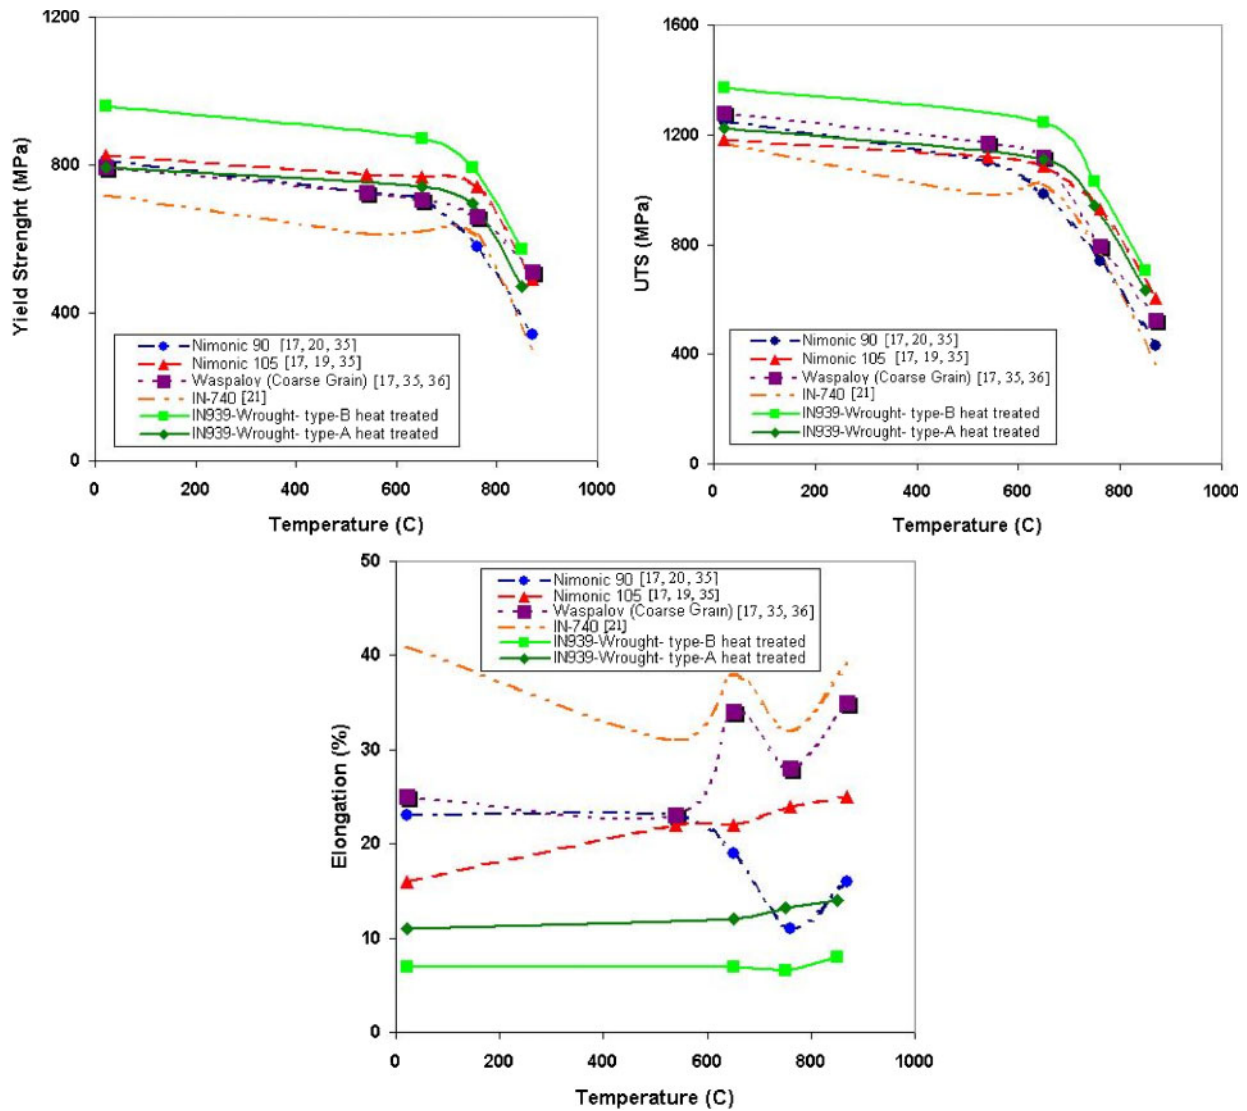 1200
800
400
0
Yield Strenght (MPa)
Nimonic 90 [17, 20, 35]
Nimonic 105 [17, 19, 35]
Waspaloy (Coarse Grain) [17, 35, 36]
IN-740 [21]
IN939-Wrought- type-B heat treated
IN939-Wrought- type-A heat treated
0 200 400 600 800 1000
Temperature (C)
1600
1200
800
400
0
UTS (MPa)
Nimonic 90 [17, 20, 35]
Nimonic 105 [17, 19, 35]
Waspaloy (Coarse Grain) [17, 35, 36]
IN-740 [21]
IN939-Wrought- type-B heat treated
IN939-Wrought- type-A heat treated
0 200 400 600 800 1000
Temperature (C)
50
40
30
20
10
0
Elongation (%)
Nimonic 90 [17, 20, 35]
Nimonic 105 [17, 19, 35]
Waspaloy (Coarse Grain) [17, 35, 36]
IN-740 [21]
IN939-Wrought- type-B heat treated
IN939-Wrought- type-A heat treated
0 200 400 600 800 1000
Temperature (C)